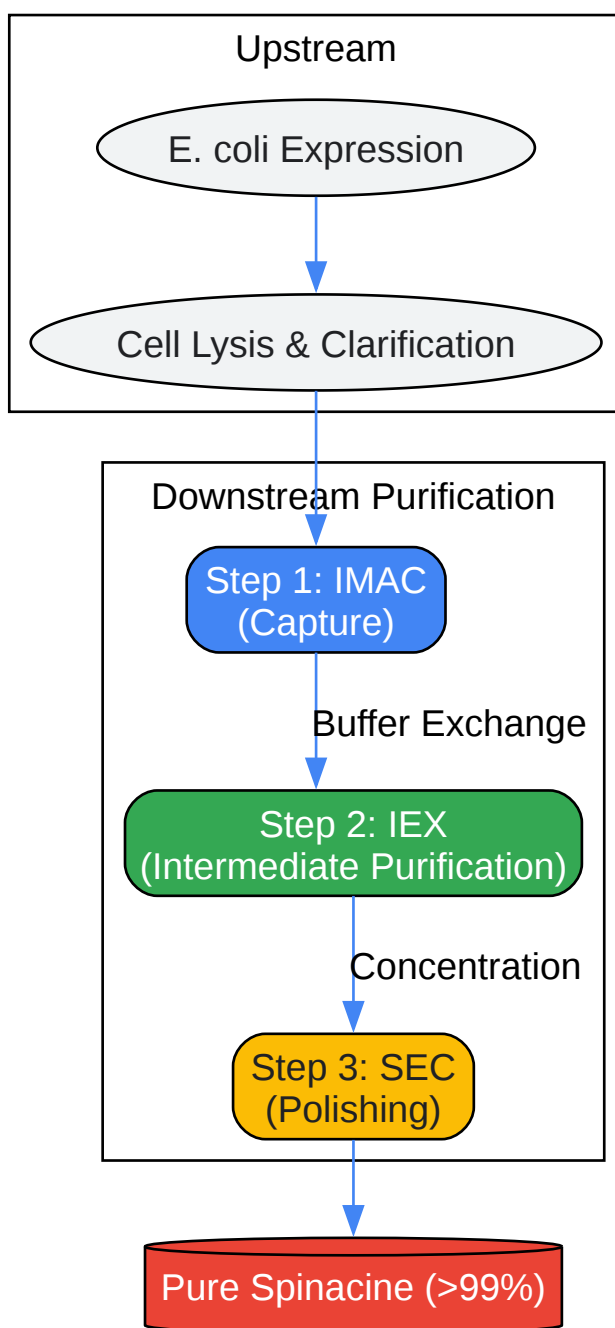 Upstream
E. coli Expression
Cell Lysis & Clarification
Downstream Purification
Step 1: IMAC
(Capture)
Buffer Exchange
Step 2: IEX
(Intermediate Purification)
Concentration
Step 3: SEC
(Polishing)
Pure Spinacine (>99%)